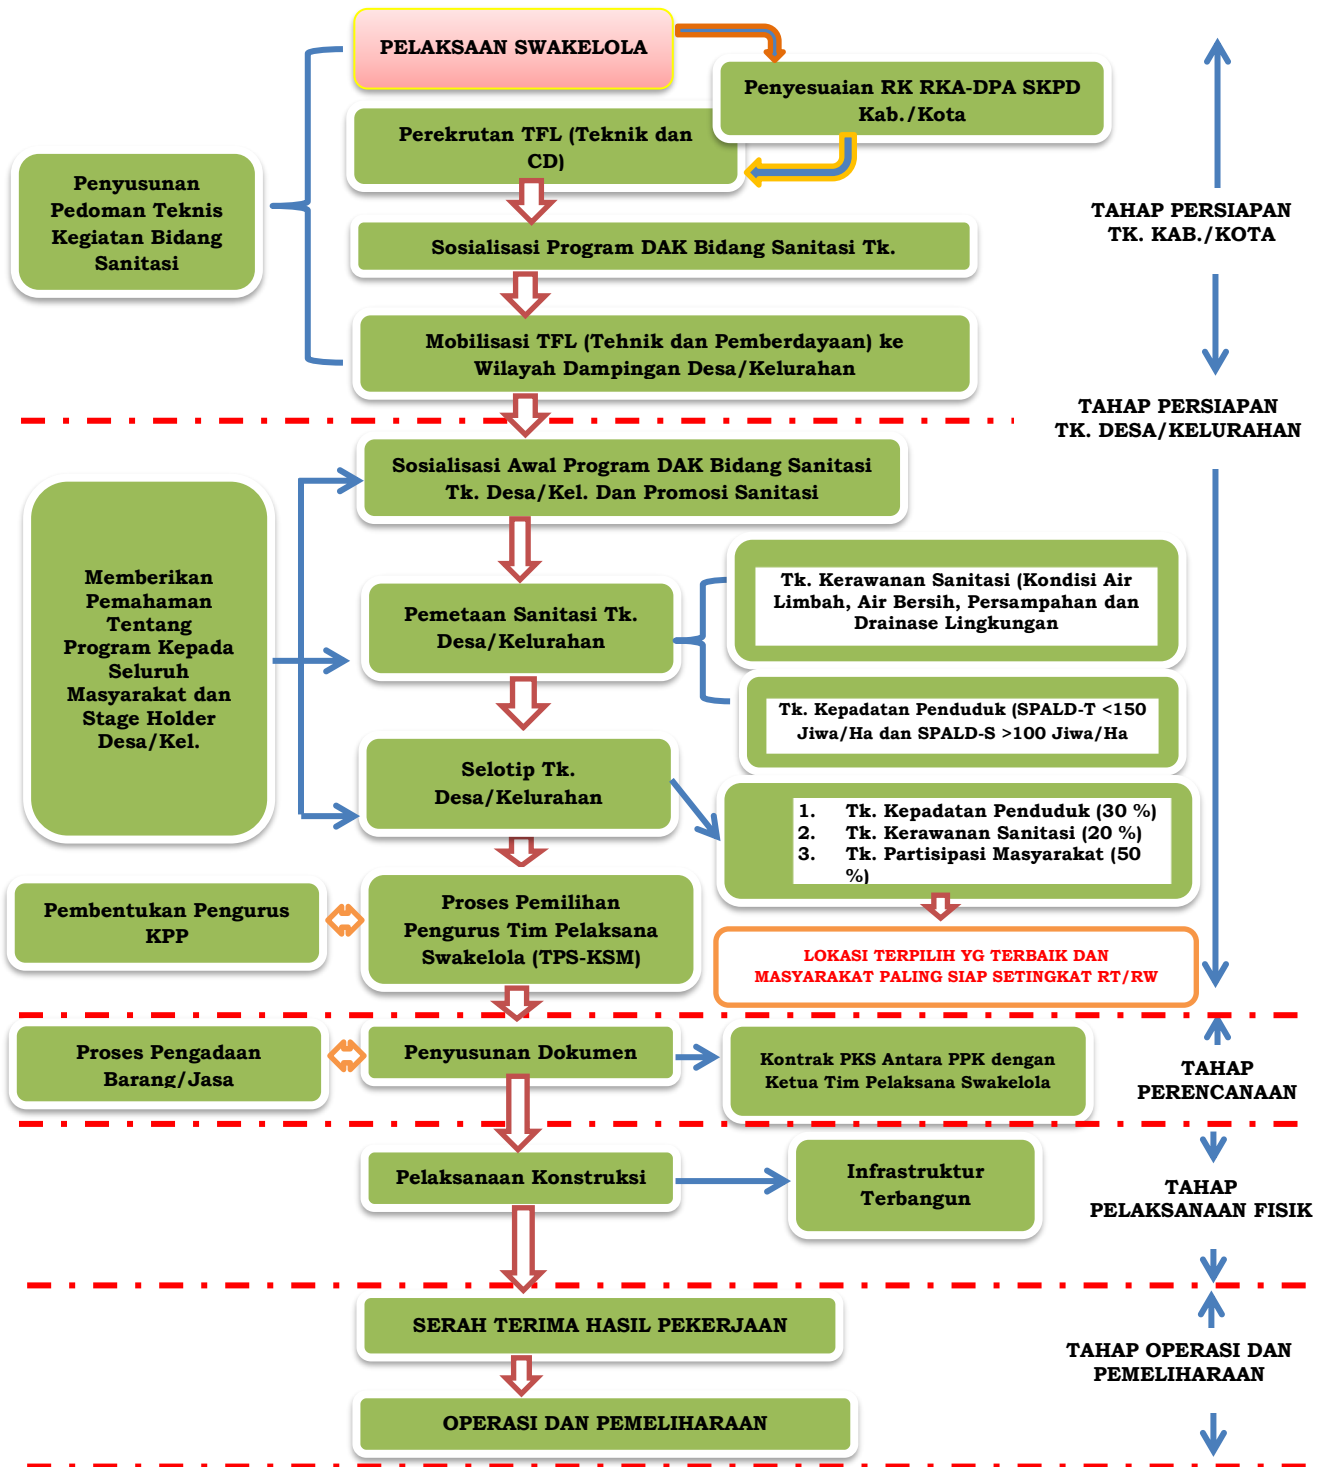 PELAKSAAN SWAKELOLA
Penyesuaian RK RKA-DPA SKPD
Kab./Kota
Perekrutan TFL (Teknik dan
CD)
Penyusunan
Pedoman Teknis
Kegiatan Bidang
Sanitasi
TAHAP PERSIAPAN
TK. KAB./KOTA
Sosialisasi Program DAK Bidang Sanitasi Tk.
Mobilisasi TFL (Tehnik dan Pemberdayaan) ke
Wilayah Dampingan Desa/Kelurahan
TAHAP PERSIAPAN
TK. DESA/KELURAHAN
Sosialisasi Awal Program DAK Bidang Sanitasi
Tk. Desa/Kel. Dan Promosi Sanitasi
Memberikan
Pemahaman
Tentang
Program Kepada
Seluruh
Masyarakat dan
Stage Holder
Desa/Kel.
Pemetaan Sanitasi Tk.
Desa/Kelurahan
Tk. Kerawanan Sanitasi (Kondisi Air
Limbah, Air Bersih, Persampahan dan
Drainase Lingkungan
Tk. Kepadatan Penduduk (SPALD-T <150
Jiwa/Ha dan SPALD-S >100 Jiwa/Ha
Selotip Tk.
Desa/Kelurahan
1. Tk. Kepadatan Penduduk (30 %)
2. Tk. Kerawanan Sanitasi (20 %)
3. Tk. Partisipasi Masyarakat (50
%)
Pembentukan Pengurus
KPP
Proses Pemilihan
Pengurus Tim Pelaksana
Swakelola (TPS-KSM)
LOKASI TERPILIH YG TERBAIK DAN
MASYARAKAT PALING SIAP SETINGKAT RT/RW
Proses Pengadaan
Barang/Jasa
Penyusunan Dokumen
Kontrak PKS Antara PPK dengan
Ketua Tim Pelaksana Swakelola
TAHAP
PERENCANAAN
Pelaksanaan Konstruksi
Infrastruktur
Terbangun
TAHAP
PELAKSANAAN FISIK
SERAH TERIMA HASIL PEKERJAAN
TAHAP OPERASI DAN
PEMELIHARAAN
OPERASI DAN PEMELIHARAAN